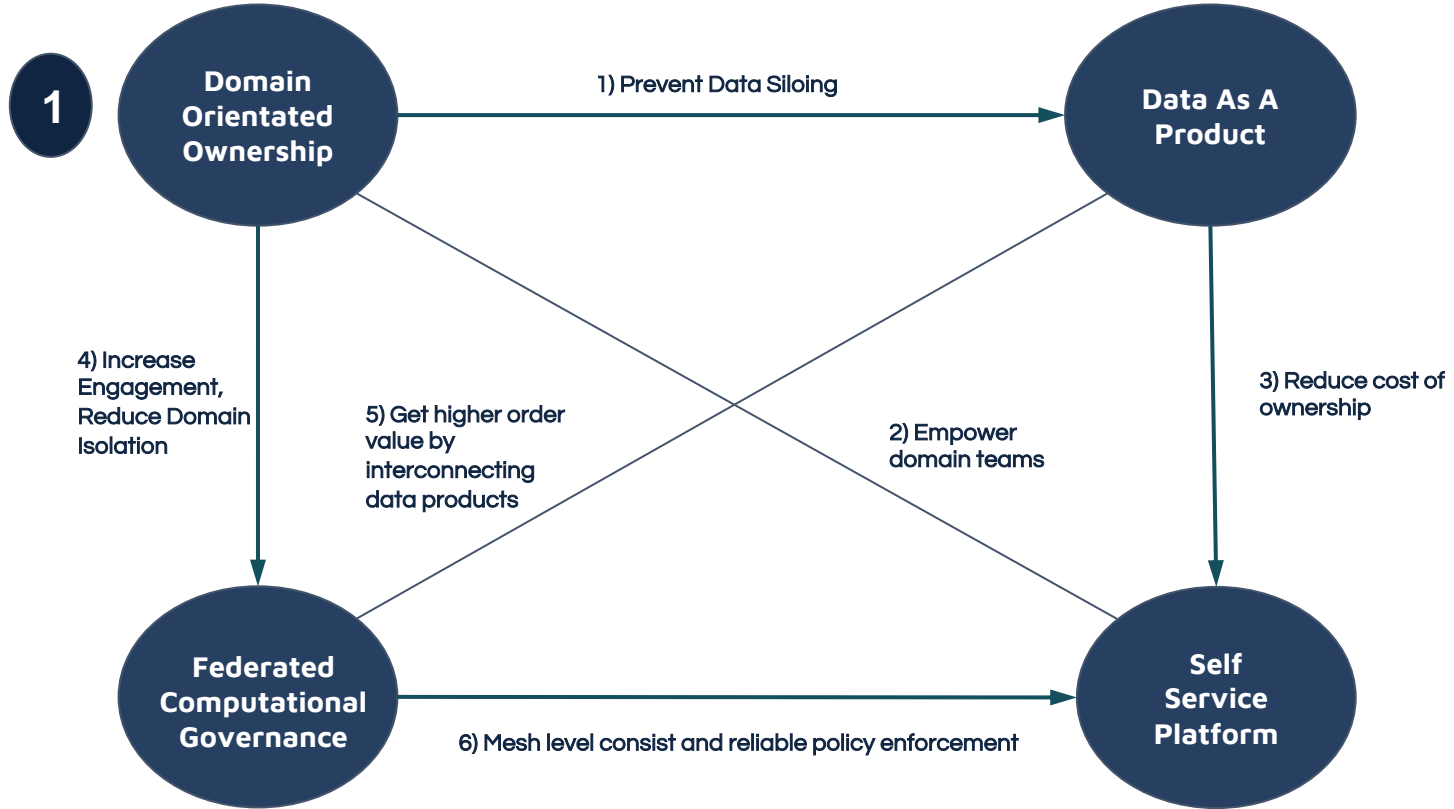 1
Domain
Orientated
Ownership
1) Prevent Data Siloing
Data As A
Product
4) Increase
Engagement,
Reduce Domain
Isolation
5) Get higher order
value by
interconnecting
data products
2) Empower
domain teams
3) Reduce cost of
ownership
Federated
Computational
Governance
6) Mesh level consist and reliable policy enforcement
Self
Service
Platform